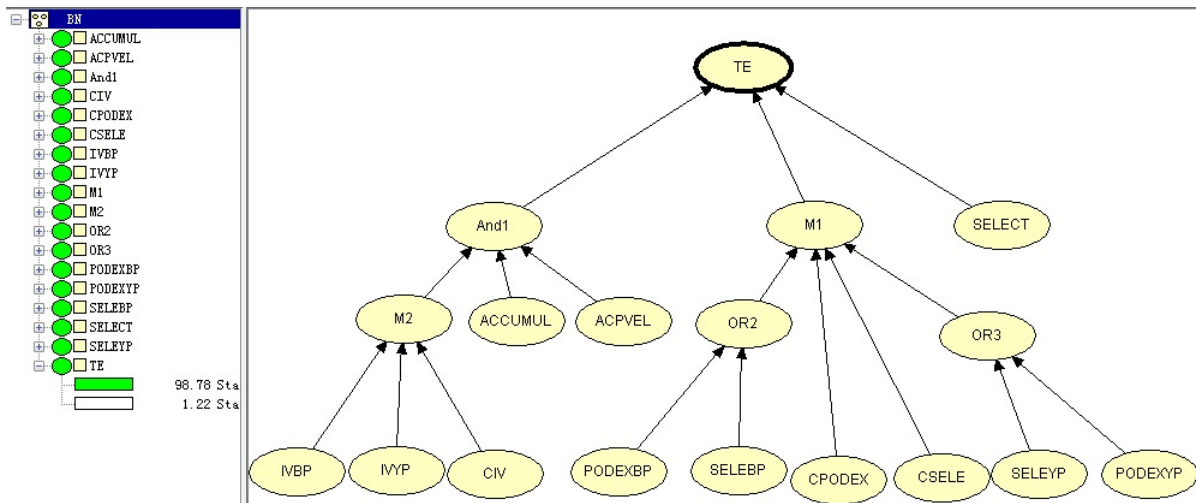 BN
ACCUMUL
ACPVEL
And1
CIV
CPODEX
CSELE
IVBP
IVYP
M1
M2
OR2
OR3
PODEXBP
PODEXYP
SELEBP
SELECT
SELEYP
TE
98.78 Sta
1.22 Sta
TE
And1 M1 SELECT
M2 ACCUMUL ACPVEL OR2 OR3
IVBP IVYP CIV PODEXBP SELEBP CPODEX CSELE SELEYP PODEXYP